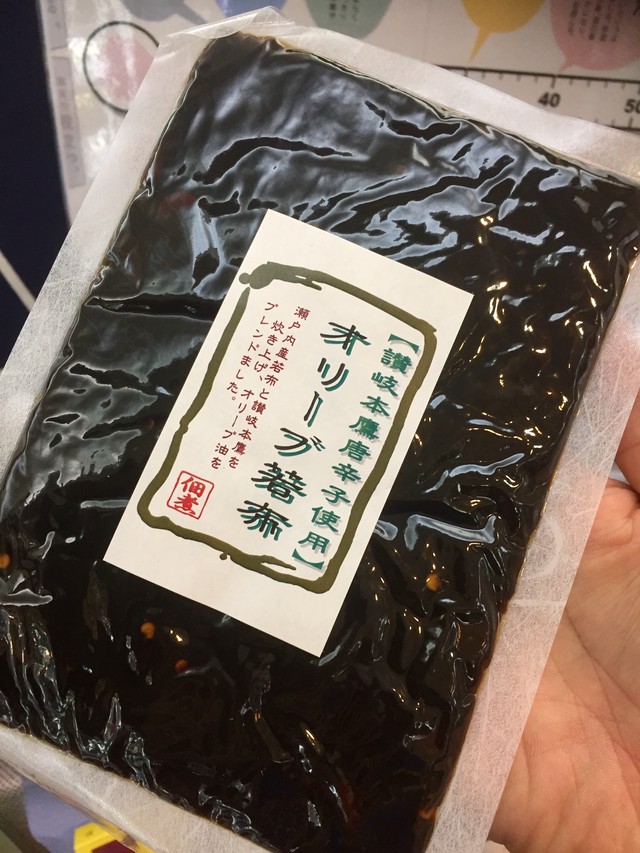 【讃岐本鷹唐辛子使用】
オリーブ若布
瀬戸内産若布と讃岐本鷹を
炊き上げ、オリーブ油を
ブレンドしました。
佃煮
40
50